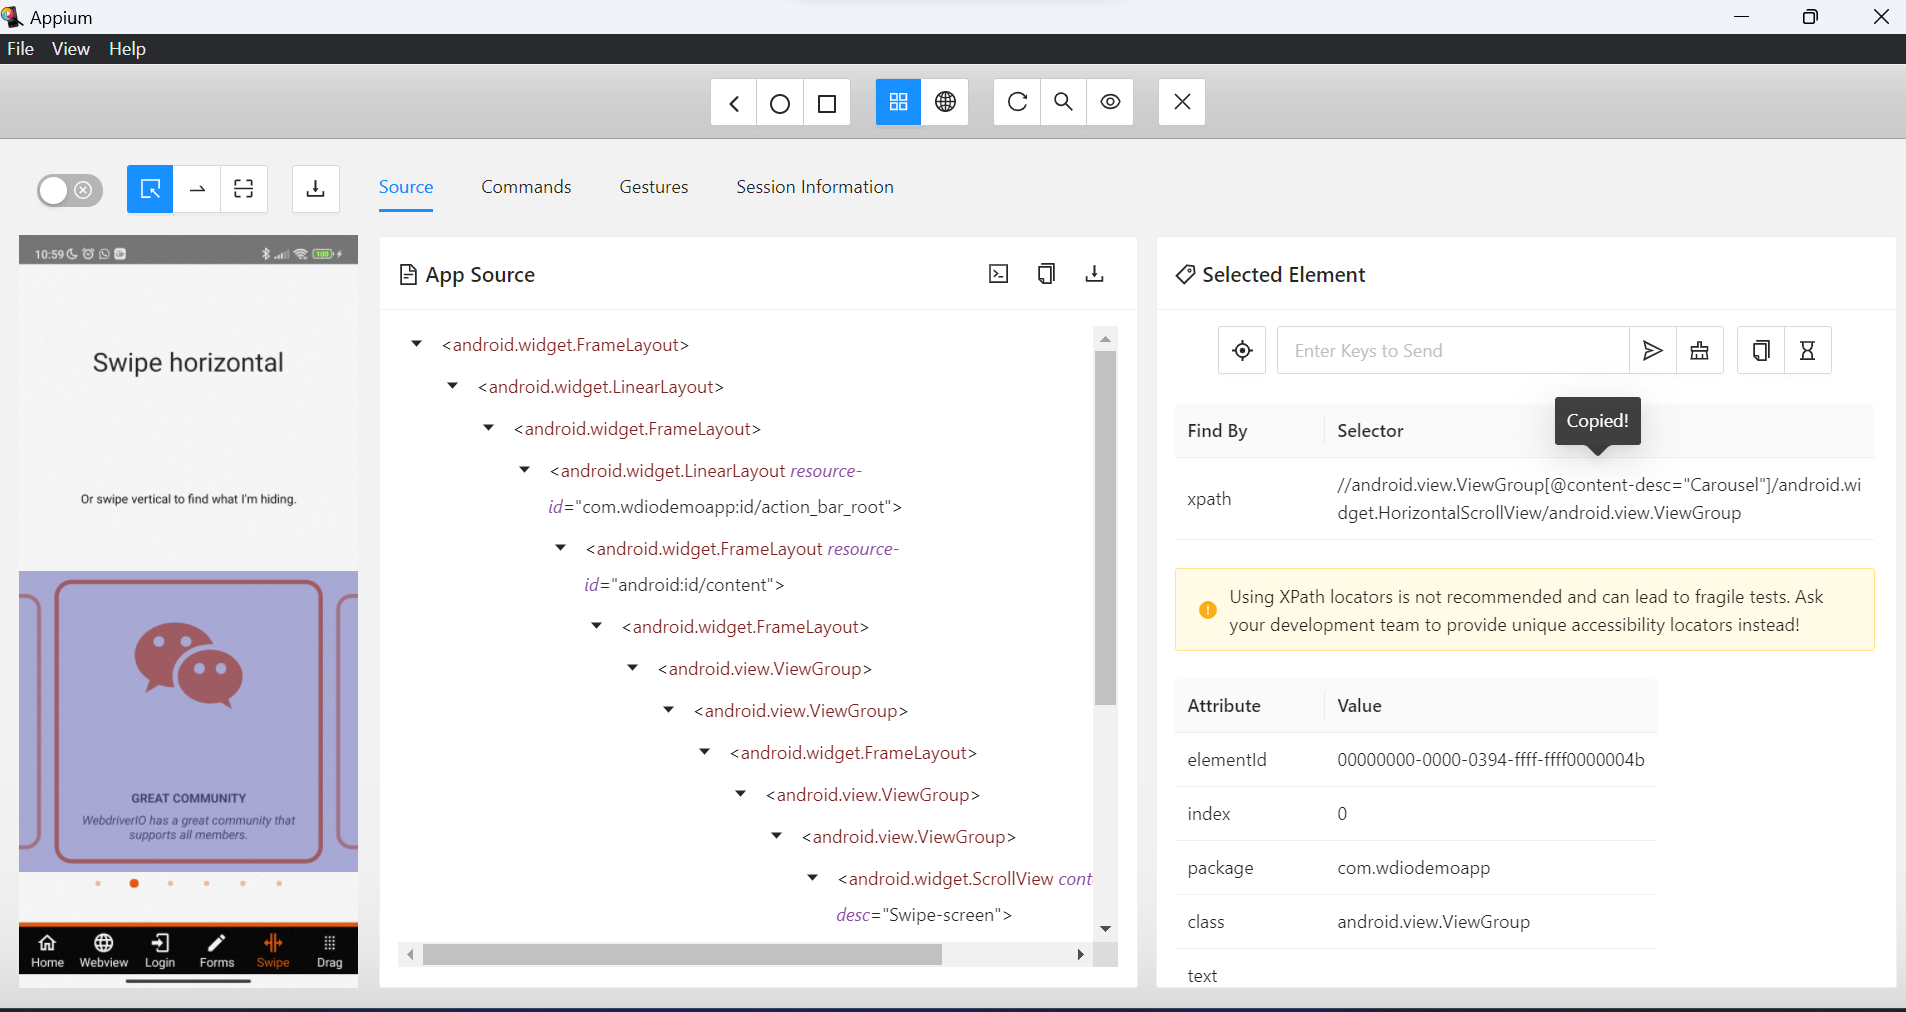 Appium
File View Help
Source Commands Gestures Session Information
10:59
100
Swipe horizontal
Or swipe vertical to find what I'm hiding.
GREAT COMMUNITY
WebdriverIO has a great community that
supports all members.
Home Webview Login Forms Swipe Drag
App Source
<android.widget.FrameLayout>
<android.widget.LinearLayout>
<android.widget.FrameLayout>
<android.widget.LinearLayout resource-
id="com.wdiodemoapp:id/action_bar_root">
<android.widget.FrameLayout resource-
id="android:id/content">
<android.widget.FrameLayout>
<android.view.ViewGroup>
<android.view.ViewGroup>
<android.widget.FrameLayout>
<android.view.ViewGroup>
<android.view.ViewGroup>
<android.widget.ScrollView cont
desc="Swipe-screen">
Selected Element
Enter Keys to Send
Copied!
Find By Selector
xpath //android.view.ViewGroup[@content-desc="Carousel"]/android.wi
dget.HorizontalScrollView/android.view.ViewGroup
Using XPath locators is not recommended and can lead to fragile tests. Ask
your development team to provide unique accessibility locators instead!
Attribute Value
elementId 00000000-0000-0394-ffff-ffff0000004b
index 0
package com.wdiodemoapp
class android.view.ViewGroup
text